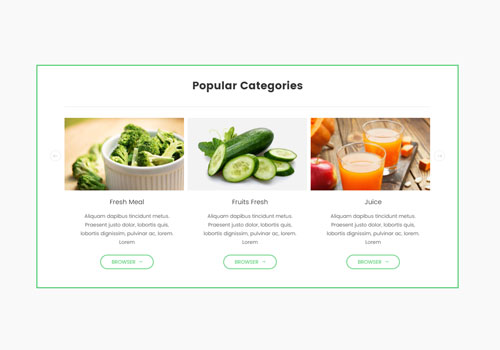 Popular Categories
Fresh Meal
Aliquam dapibus tincidunt metus.
Praesent justo dolor, lobortis quis,
lobortis dignissim, pulvinar ac, lorem.
Lorem
BROWSER →
Fruits Fresh
Aliquam dapibus tincidunt metus.
Praesent justo dolor, lobortis quis,
lobortis dignissim, pulvinar ac, lorem.
Lorem
BROWSER →
Juice
Aliquam dapibus tincidunt metus.
Praesent justo dolor, lobortis quis,
lobortis dignissim, pulvinar ac, lorem.
Lorem
BROWSER →